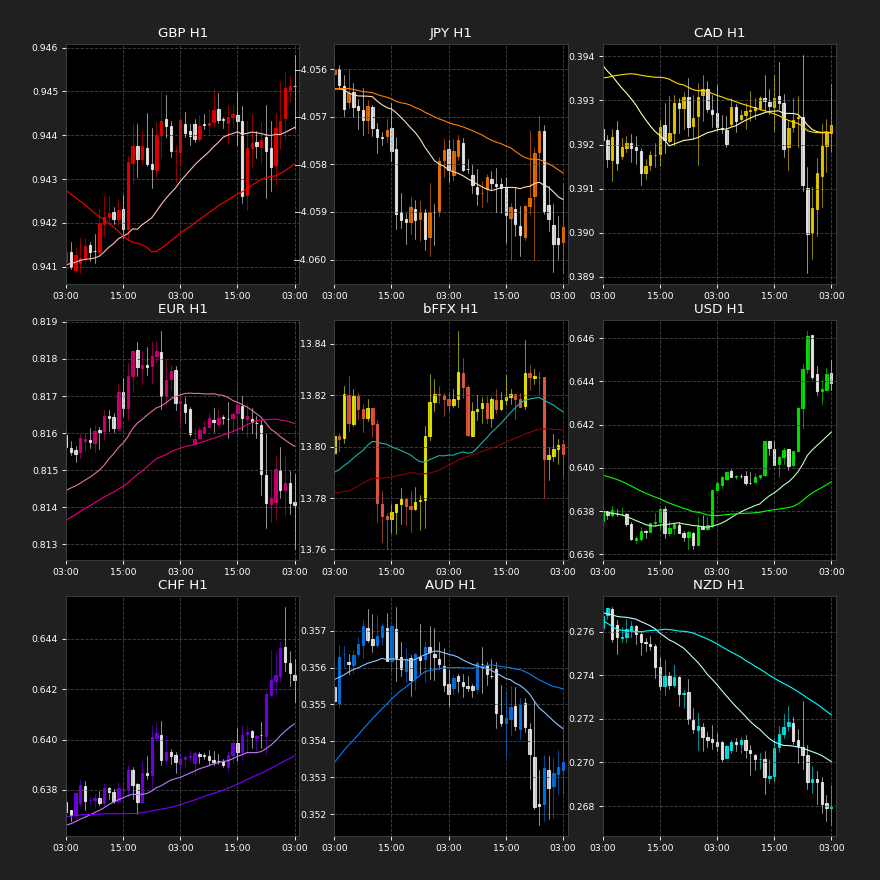 GBP H1
0.946
0.945
0.944
0.943
0.942
0.941
03:00 15:00 03:00 15:00 03:00
JPY H1
−4.056
−4.057
−4.058
−4.059
−4.060
03:00 15:00 03:00 15:00 03:00
CAD H1
0.394
0.393
0.392
0.391
0.390
0.389
03:00 15:00 03:00 15:00 03:00
EUR H1
0.819
0.818
0.817
0.816
0.815
0.814
0.813
03:00 15:00 03:00 15:00 03:00
bFFX H1
13.84
13.82
13.80
13.78
13.76
03:00 15:00 03:00 15:00 03:00
USD H1
0.646
0.644
0.642
0.640
0.638
0.636
03:00 15:00 03:00 15:00 03:00
CHF H1
0.644
0.642
0.640
0.638
03:00 15:00 03:00 15:00 03:00
AUD H1
0.357
0.356
0.355
0.354
0.353
0.352
03:00 15:00 03:00 15:00 03:00
NZD H1
0.276
0.274
0.272
0.270
0.268
03:00 15:00 03:00 15:00 03:00